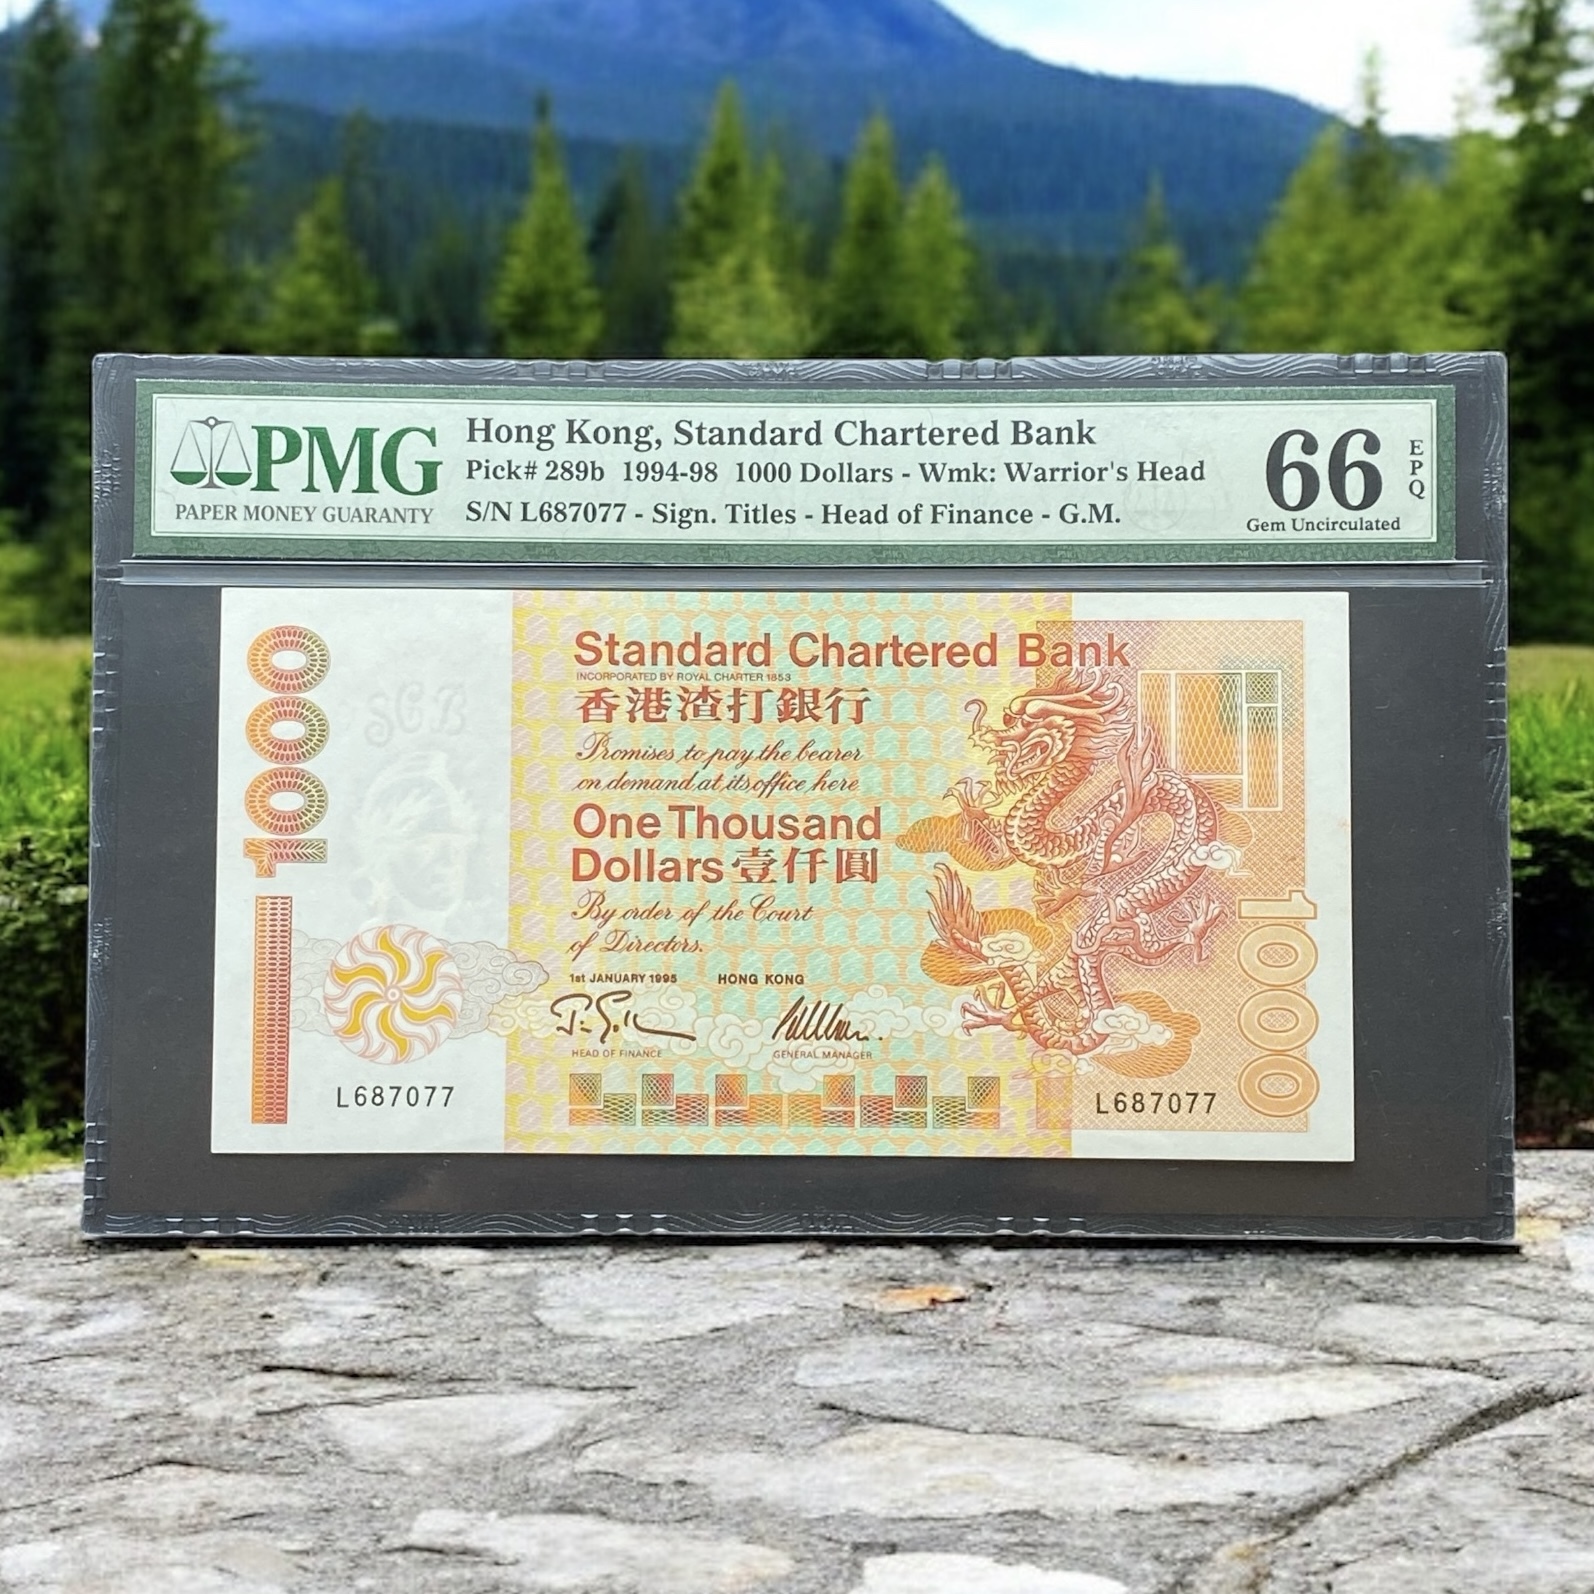 PMG
PAPER MONEY GUARANTY
Hong Kong, Standard Chartered Bank
Pick# 289b 1994-98 1000 Dollars - Wmk: Warrior's Head
S/N L687077 - Sign. Titles - Head of Finance - G.M.
66
EPQ
Gem Uncirculated
1000
SCB
Standard Chartered Bank
INCORPORATED BY ROYAL CHARTER 1853
香港渣打銀行
Promises to pay the bearer
on demand at its office here
One Thousand
Dollars 壹仟圓
By order of the Court
of Directors.
1st JANUARY 1995 HONG KONG
HEAD OF FINANCE GENERAL MANAGER
L687077
L687077
1000